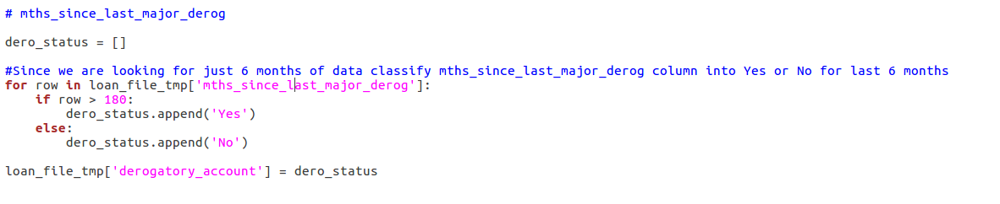 # mths_since_last_major_derog
dero_status = []
#Since we are looking for just 6 months of data classify mths_since_last_major_derog column into Yes or No for last 6 months
for row in loan_file_tmp['mths_since_last_major_derog']:
    if row > 180:
        dero_status.append('Yes')
    else:
        dero_status.append('No')
loan_file_tmp['derogatory_account'] = dero_status